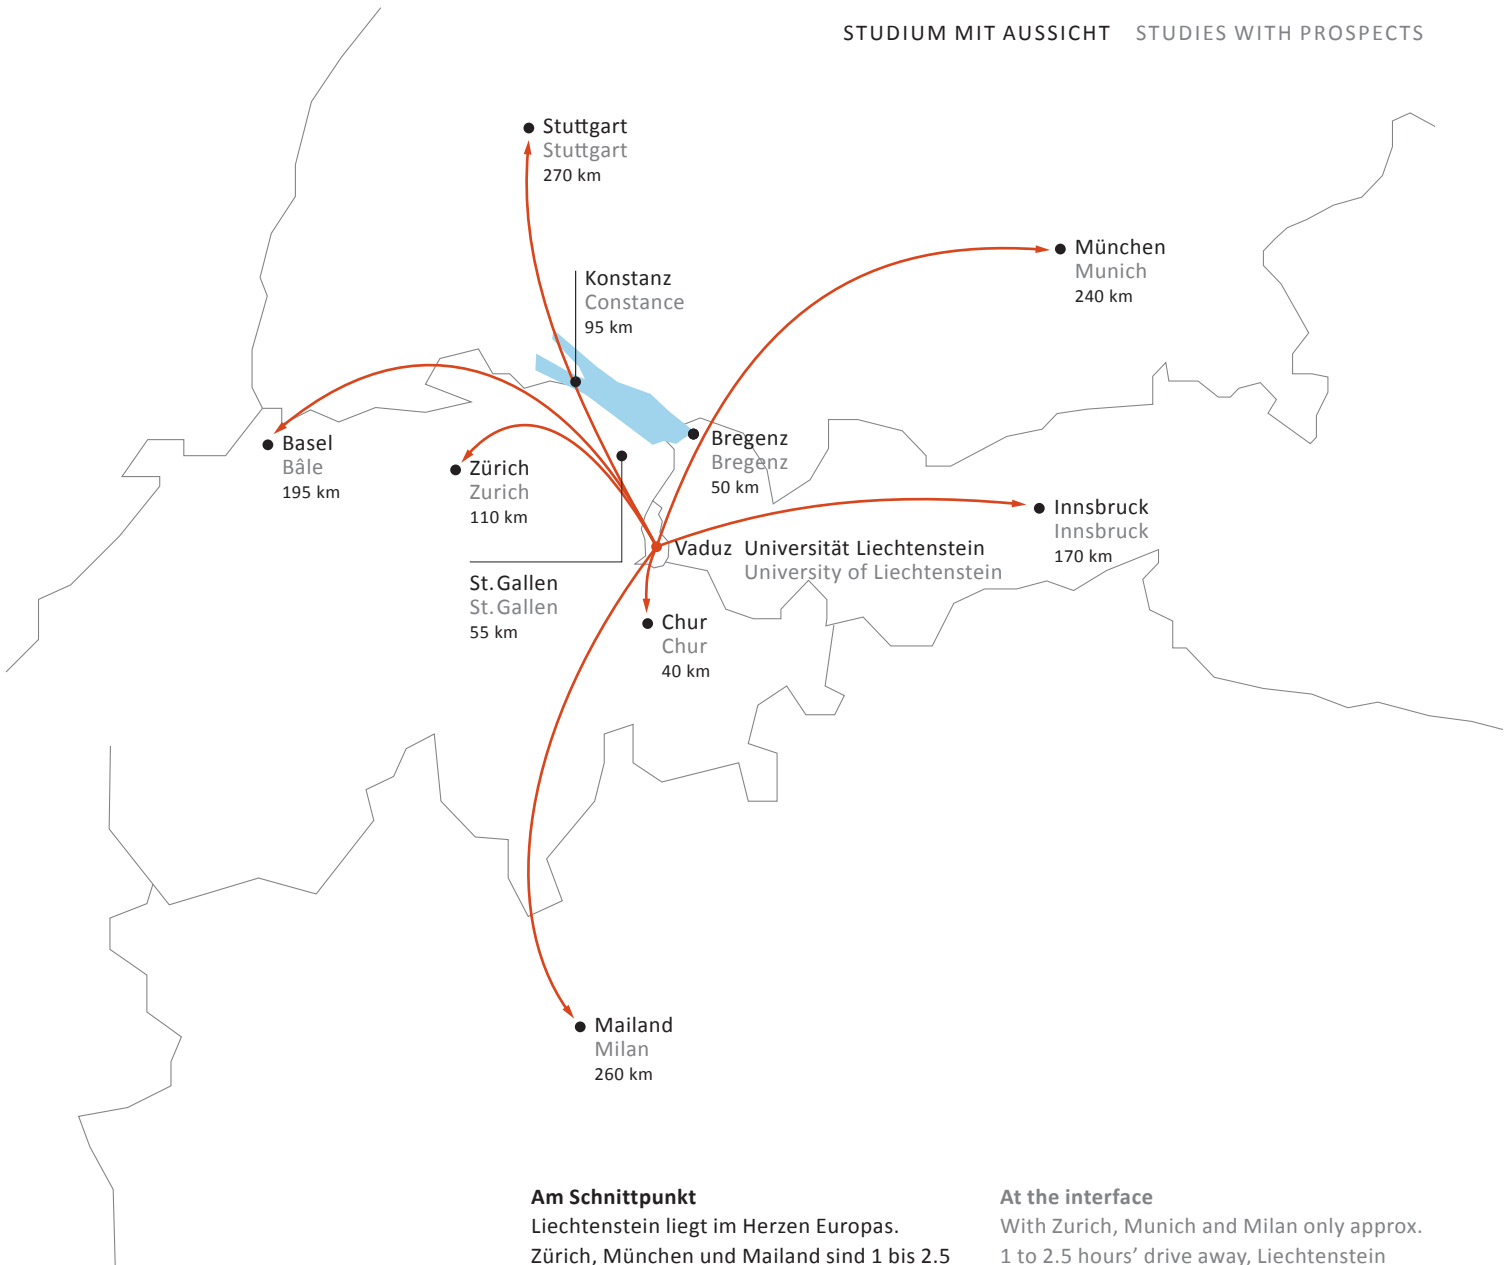 STUDIUM MIT AUSSICHT STUDIES WITH PROSPECTS
Stuttgart
Stuttgart
270 km
München
Munich
240 km
Konstanz
Constance
95 km
Basel
Bâle
195 km
Zürich
Zurich
110 km
Bregenz
Bregenz
50 km
Innsbruck
Innsbruck
170 km
Vaduz Universität Liechtenstein
University of Liechtenstein
St. Gallen
St. Gallen
55 km
Chur
Chur
40 km
Mailand
Milan
260 km
Am Schnittpunkt
Liechtenstein liegt im Herzen Europas.
Zürich, München und Mailand sind 1 bis 2.5
At the interface
With Zurich, Munich and Milan only approx.
1 to 2.5 hours’ drive away, Liechtenstein